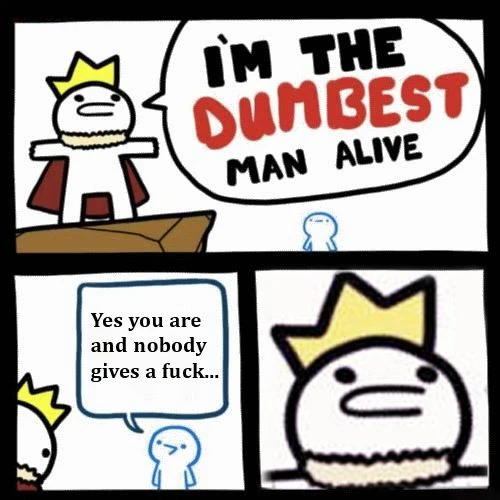 I'M THE
DUMBEST
MAN ALIVE
Yes you are
and nobody
gives a fuck...